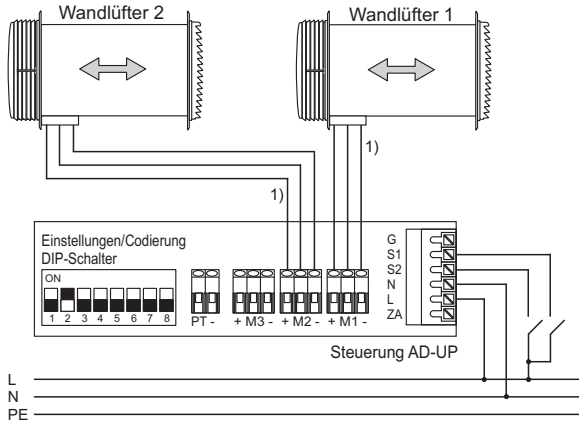 Wandlüfter 2
Wandlüfter 1
1)
1)
Einstellungen/Codierung
DIP-Schalter
ON
1 2 3 4 5 6 7 8
PT - + M3 - + M2 - + M1 -
G
S1
S2
N
L
ZA
Steuerung AD-UP
L
N
PE